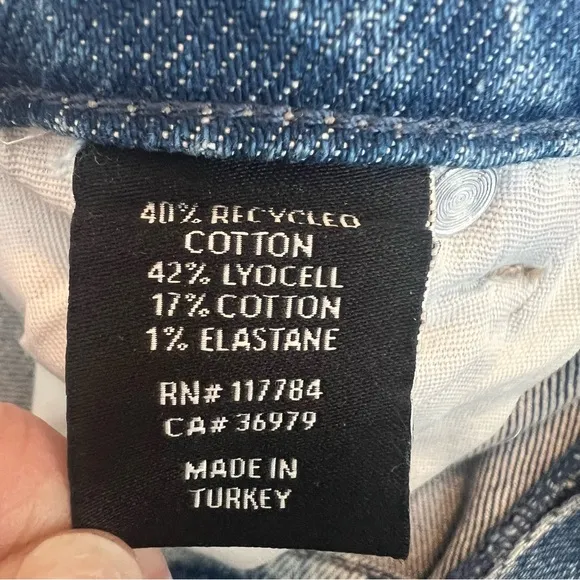 40% RECYCLED
COTTON
42% LYOCELL
17% COTTON
1% ELASTANE
RN# 117784
CA# 36979
MADE IN
TURKEY